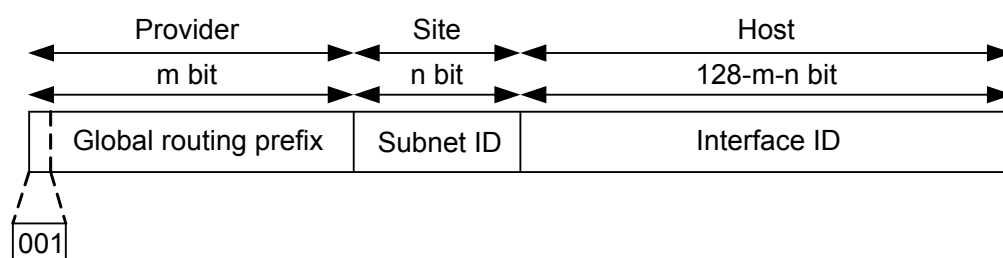 Provider Site Host
m bit n bit 128-m-n bit
Global routing prefix Subnet ID Interface ID
001